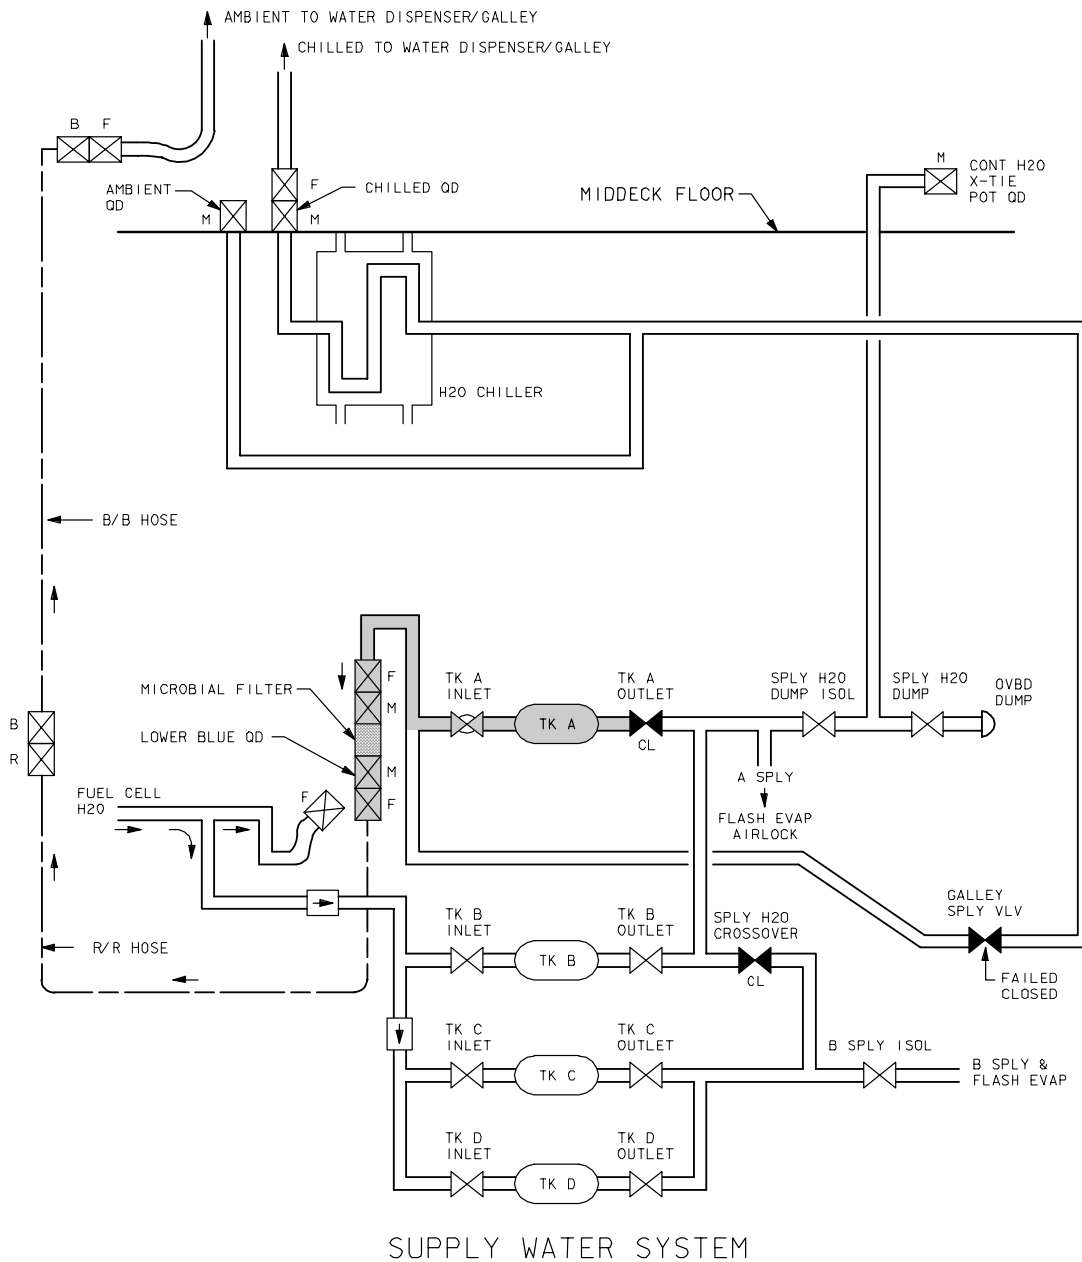 AMBIENT TO WATER DISPENSER/GALLEY
CHILLED TO WATER DISPENSER/GALLEY
B F
AMBIENT
QD
M
F
M
CHILLED QD
MIDDECK FLOOR
M
CONT H2O
X-TIE
POT QD
H2O CHILLER
B/B HOSE
MICROBIAL FILTER
LOWER BLUE QD
F
M
M
F
TK A
INLET
TK A
TK A
OUTLET
CL
SPLY H2O
DUMP ISOL
SPLY H2O
DUMP
OVBD
DUMP
A SPLY
FLASH EVAP
AIRLOCK
B
R
FUEL CELL
H2O
F
R/R HOSE
TK B
INLET
TK B
TK B
OUTLET
SPLY H2O
CROSSOVER
CL
GALLEY
SPLY VLV
FAILED
CLOSED
TK C
INLET
TK C
TK C
OUTLET
B SPLY ISOL
B SPLY &
FLASH EVAP
TK D
INLET
TK D
TK D
OUTLET
SUPPLY WATER SYSTEM